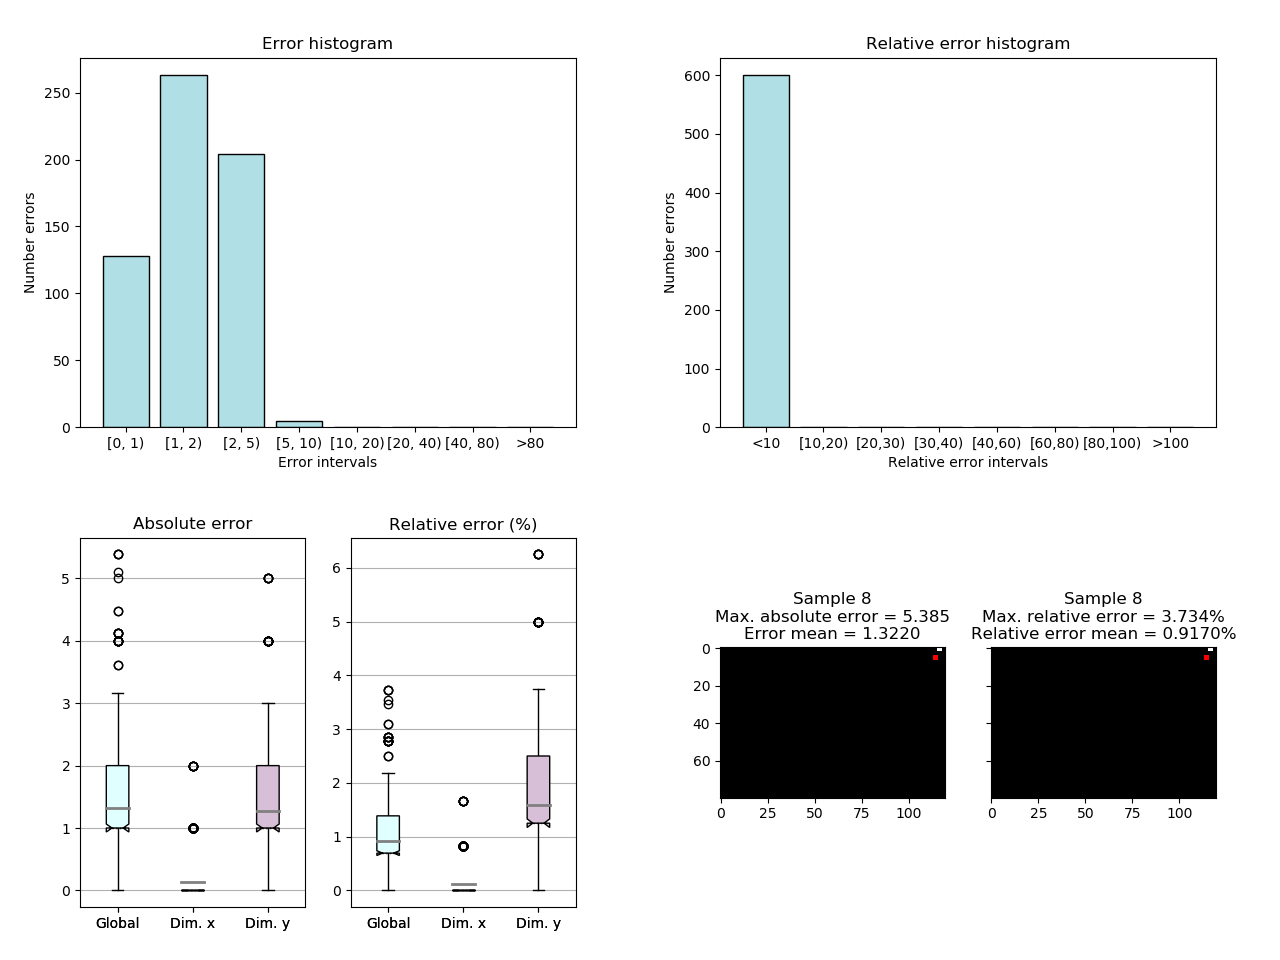 Error histogram
Number errors
250
200
150
100
50
0
[0, 1)
[1, 2)
[2, 5)
[5, 10)
[10, 20)
[20, 40)
[40, 80)
>80
Error intervals
Relative error histogram
Number errors
600
500
400
300
200
100
0
<10
[10,20)
[20,30)
[30,40)
[40,60)
[60,80)
[80,100)
>100
Relative error intervals
Absolute error
5
4
3
2
1
0
Global
Dim. x
Dim. y
Relative error (%)
6
5
4
3
2
1
0
Global
Dim. x
Dim. y
Sample 8
Max. absolute error = 5.385
Error mean = 1.3220
0
20
40
60
0
25
50
75
100
Sample 8
Max. relative error = 3.734%
Relative error mean = 0.9170%
0
25
50
75
100